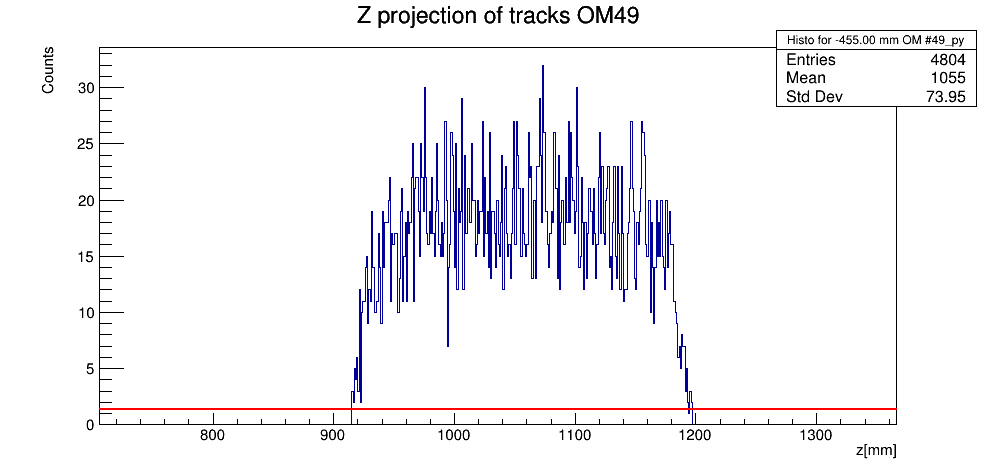 Z projection of tracks OM49
Histo for -455.00 mm OM #49_py
Entries 4804
Mean 1055
Std Dev 73.95
Counts
30
25
20
15
10
5
0
800 900 1000 1100 1200 1300
z[mm]